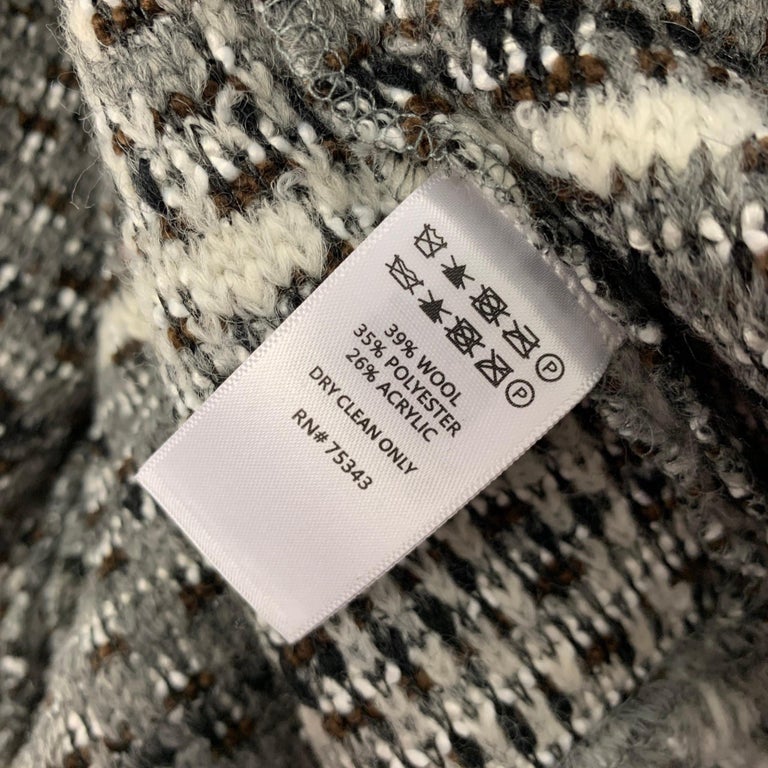 P
P
39% WOOL
35% POLYESTER
26% ACRYLIC
DRY CLEAN ONLY
RN# 75343